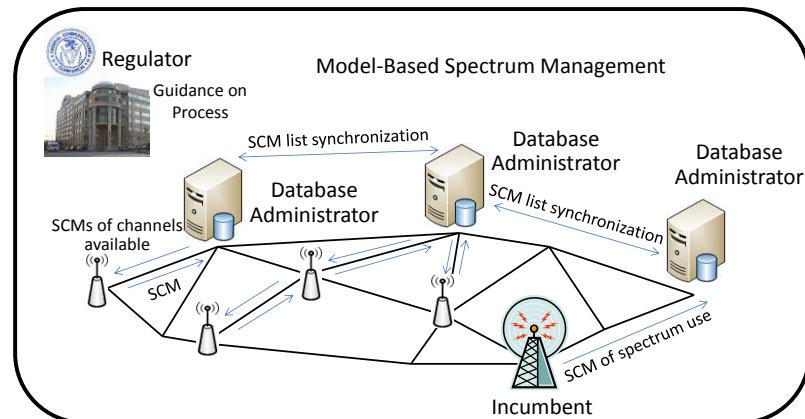 Regulator
Model-Based Spectrum Management
Guidance on
Process
SCM list synchronization
Database
Administrator
Database
Administrator
Database
Administrator
SCM list synchronization
SCMs of channels
available
SCM
SCM of spectrum use
Incumbent